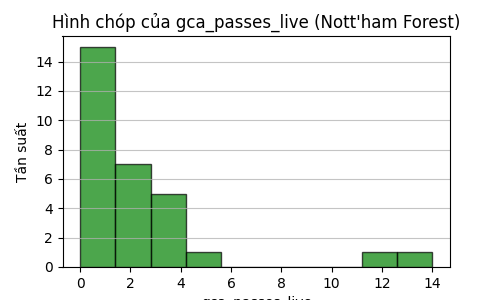 Hình chóp của gca_passes_live (Nott'ham Forest)
Tần suất
14
12
10
8
6
4
2
0
0 2 4 6 8 10 12 14
gca_passes_live